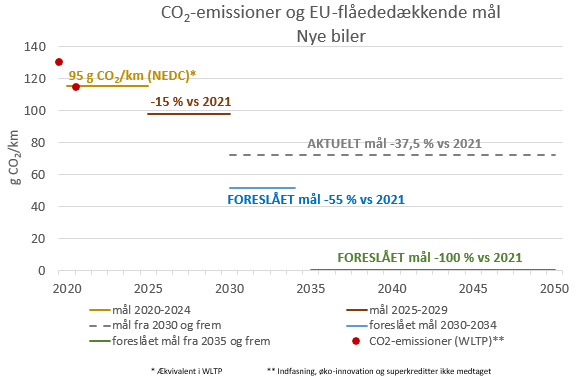 CO₂-emissioner og EU-flåededækkende mål
Nye biler
140
120
100
80
60
40
20
0
g CO₂/km
95 g CO₂/km (NEDC)*
-15 % vs 2021
AKTUELT mål -37,5 % vs 2021
FORESLÅET mål -55 % vs 2021
FORESLÅET mål -100 % vs 2021
2020 2025 2030 2035 2040 2045 2050
mål 2020-2024 mål 2025-2029
mål fra 2030 og frem foreslået mål 2030-2034
foreslået mål fra 2035 og frem CO2-emissioner (WLTP)**
* Ækvivalent i WLTP ** Indfasning, øko-innovation og superkreditter ikke medtaget